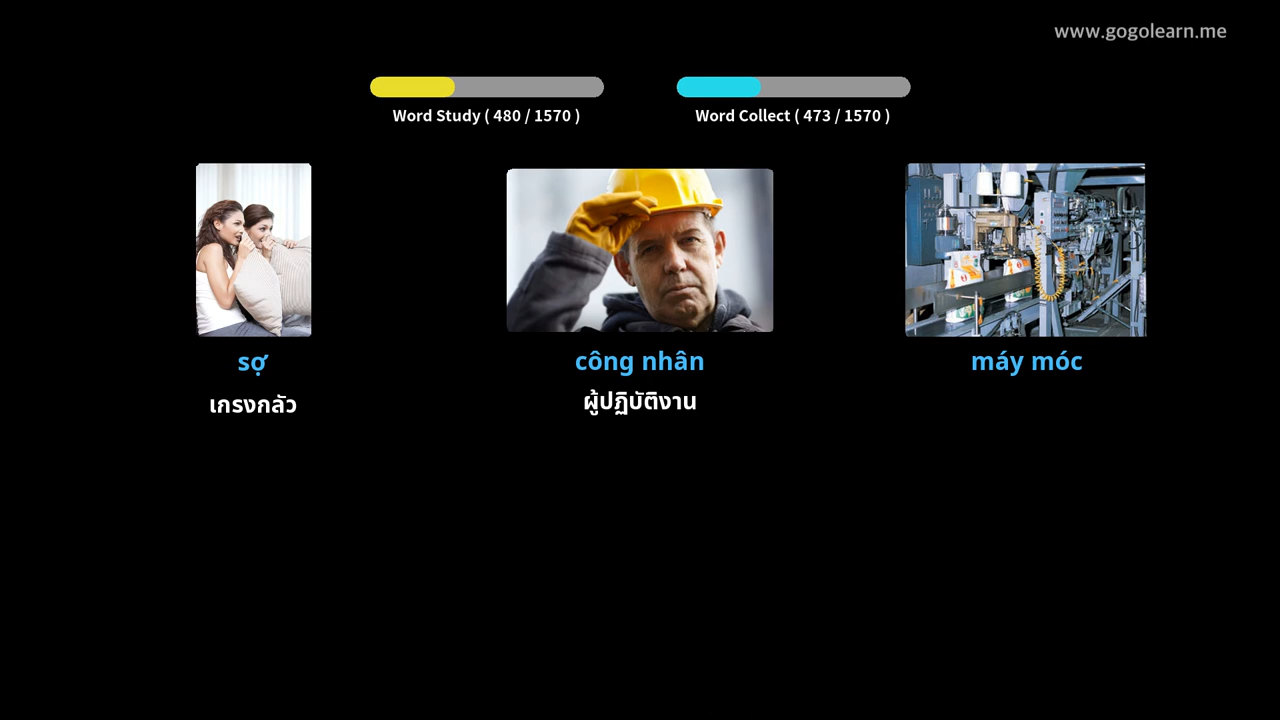 www.gogolearn.me
Word Study ( 480 / 1570 )
Word Collect ( 473 / 1570 )
sợ
công nhân
máy móc
เกรงกลัว
ผู้ปฏิบัติงาน